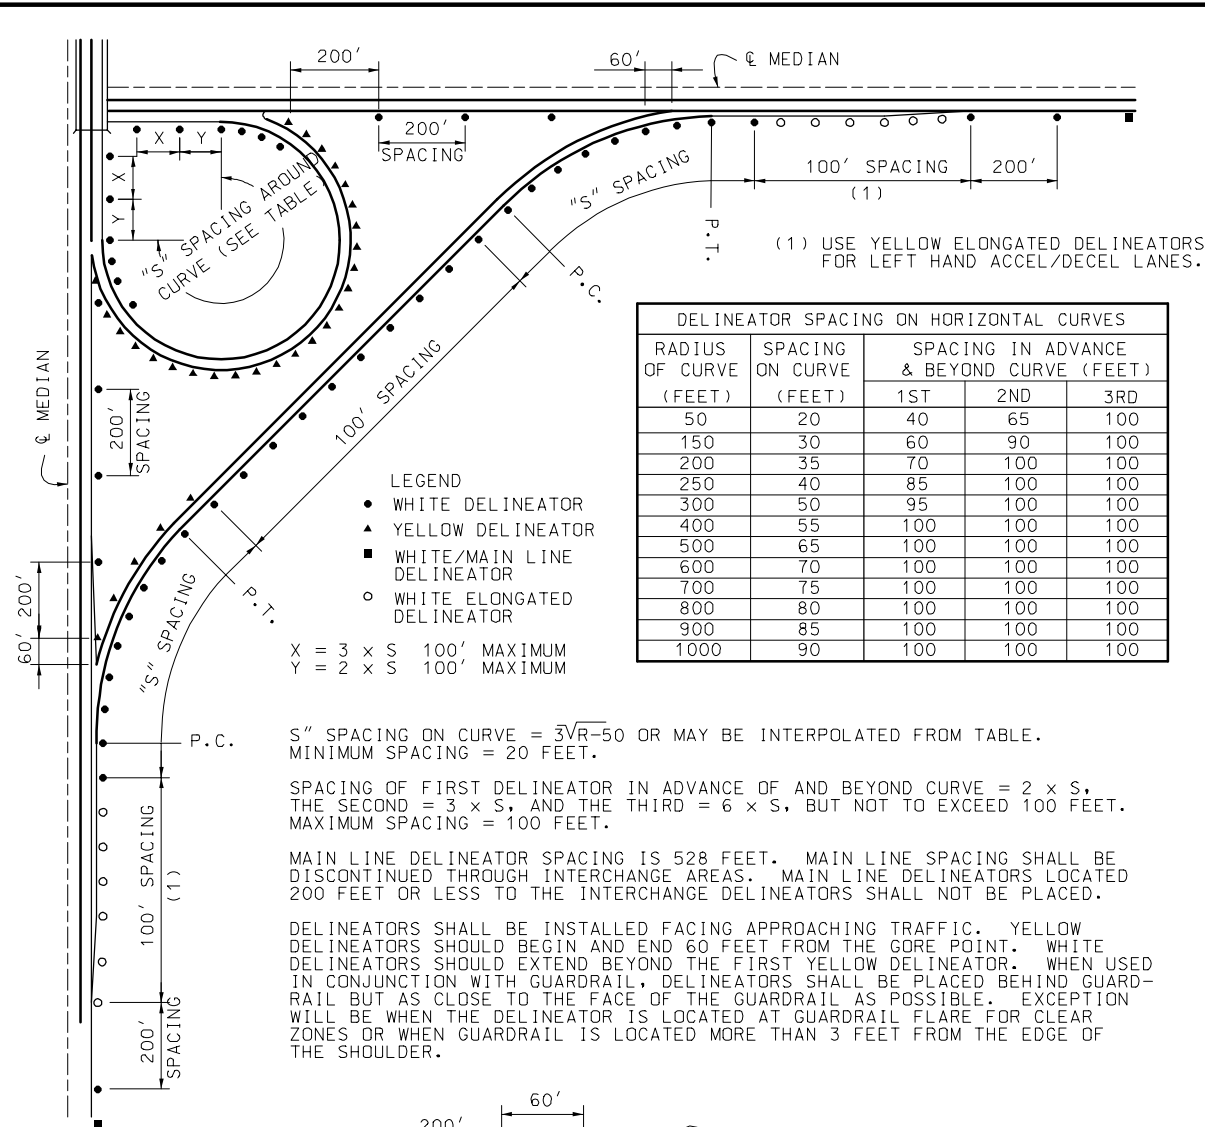 200′
60′
℄ MEDIAN
X
Y
200′
SPACING
X
Y
"S" SPACING AROUND
CURVE (SEE TABLE)
"S" SPACING
100′ SPACING
(1)
200′
P.T.
(1) USE YELLOW ELONGATED DELINEATORS
FOR LEFT HAND ACCEL/DECEL LANES.
P.C.
DELINEATOR SPACING ON HORIZONTAL CURVES
RADIUS SPACING SPACING IN ADVANCE
OF CURVE ON CURVE & BEYOND CURVE (FEET)
(FEET) (FEET) 1ST 2ND 3RD
50 20 40 65 100
150 30 60 90 100
200 35 70 100 100
250 40 85 100 100
300 50 95 100 100
400 55 100 100 100
500 65 100 100 100
600 70 100 100 100
700 75 100 100 100
800 80 100 100 100
900 85 100 100 100
1000 90 100 100 100
℄ MEDIAN
200′
SPACING
100′ SPACING
LEGEND
WHITE DELINEATOR
YELLOW DELINEATOR
WHITE/MAIN LINE
DELINEATOR
WHITE ELONGATED
DELINEATOR
200′
60′
P.T.
"S" SPACING
X = 3 x S 100′ MAXIMUM
Y = 2 x S 100′ MAXIMUM
P.C.
S″ SPACING ON CURVE = 3√R-50 OR MAY BE INTERPOLATED FROM TABLE.
MINIMUM SPACING = 20 FEET.
SPACING OF FIRST DELINEATOR IN ADVANCE OF AND BEYOND CURVE = 2 x S,
THE SECOND = 3 x S, AND THE THIRD = 6 x S, BUT NOT TO EXCEED 100 FEET.
MAXIMUM SPACING = 100 FEET.
MAIN LINE DELINEATOR SPACING IS 528 FEET. MAIN LINE SPACING SHALL BE
DISCONTINUED THROUGH INTERCHANGE AREAS. MAIN LINE DELINEATORS LOCATED
200 FEET OR LESS TO THE INTERCHANGE DELINEATORS SHALL NOT BE PLACED.
DELINEATORS SHALL BE INSTALLED FACING APPROACHING TRAFFIC. YELLOW
DELINEATORS SHOULD BEGIN AND END 60 FEET FROM THE GORE POINT. WHITE
DELINEATORS SHOULD EXTEND BEYOND THE FIRST YELLOW DELINEATOR. WHEN USED
IN CONJUNCTION WITH GUARDRAIL, DELINEATORS SHALL BE PLACED BEHIND GUARD-
RAIL BUT AS CLOSE TO THE FACE OF THE GUARDRAIL AS POSSIBLE. EXCEPTION
WILL BE WHEN THE DELINEATOR IS LOCATED AT GUARDRAIL FLARE FOR CLEAR
ZONES OR WHEN GUARDRAIL IS LOCATED MORE THAN 3 FEET FROM THE EDGE OF
THE SHOULDER.
100′ SPACING
(1)
200′
SPACING
60′
200′